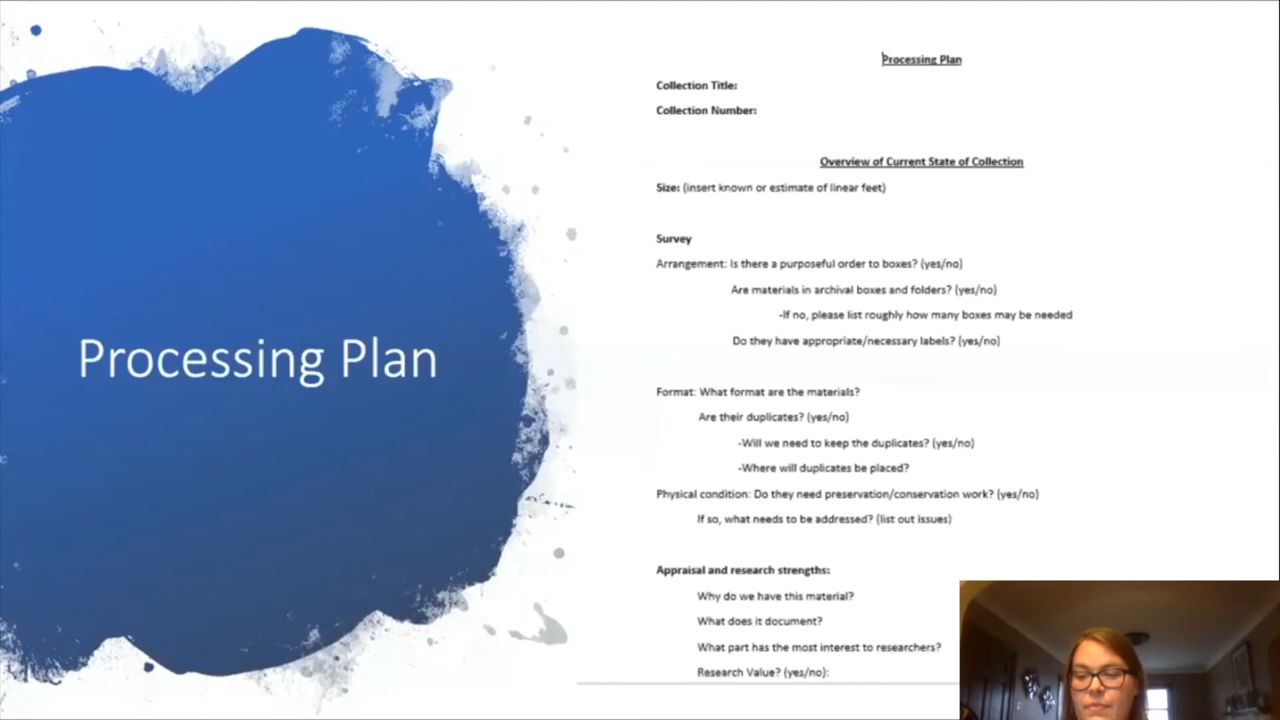 Processing Plan
Processing Plan
Collection Title:
Collection Number:
Overview of Current State of Collection
Size: (insert known or estimate of linear feet)
Survey
Arrangement: Is there a purposeful order to boxes? (yes/no)
Are materials in archival boxes and folders? (yes/no)
-If no, please list roughly how many boxes may be needed
Do they have appropriate/necessary labels? (yes/no)
Format: What format are the materials?
Are their duplicates? (yes/no)
-Will we need to keep the duplicates? (yes/no)
-Where will duplicates be placed?
Physical condition: Do they need preservation/conservation work? (yes/no)
If so, what needs to be addressed? (list out issues)
Appraisal and research strengths:
Why do we have this material?
What does it document?
What part has the most interest to researchers?
Research Value? (yes/no):